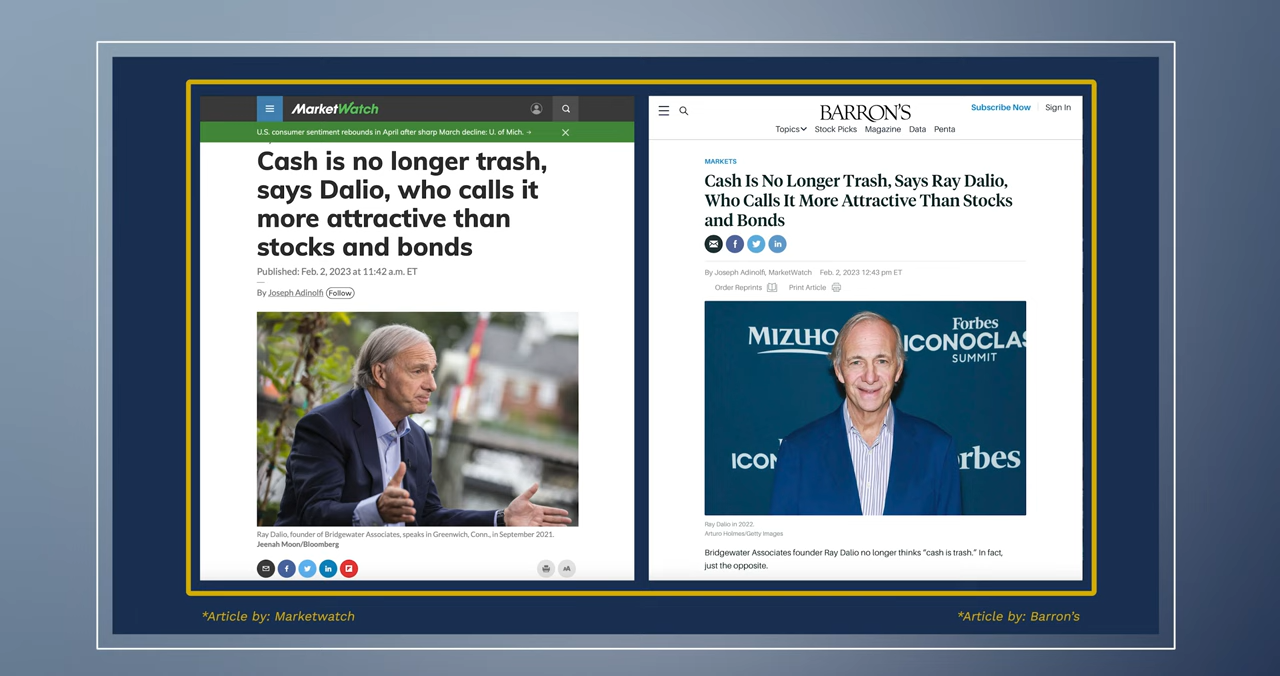 MarketWatch
U.S. consumer sentiment rebounds in April after sharp March decline: U. of Mich. →
Cash is no longer trash,
says Dalio, who calls it
more attractive than
stocks and bonds
Published: Feb. 2, 2023 at 11:42 a.m. ET
By Joseph Adinolfi Follow
Ray Dalio, founder of Bridgewater Associates, speaks in Greenwich, Conn., in September 2021.
Jeenah Moon/Bloomberg
AA
*Article by: Marketwatch
BARRON'S
Subscribe Now Sign In
Topics Stock Picks Magazine Data Penta
MARKETS
Cash Is No Longer Trash, Says Ray Dalio,
Who Calls It More Attractive Than Stocks
and Bonds
By Joseph Adinolfi, MarketWatch Feb. 2, 2023 12:43 pm ET
Order Reprints Print Article
MIZUHO
Forbes
ICONOCLAS
SUMMIT
ICON
rbes
Ray Dalio in 2022.
Arturo Holmes/Getty Images
Bridgewater Associates founder Ray Dalio no longer thinks “cash is trash.” In fact,
just the opposite.
*Article by: Barron's